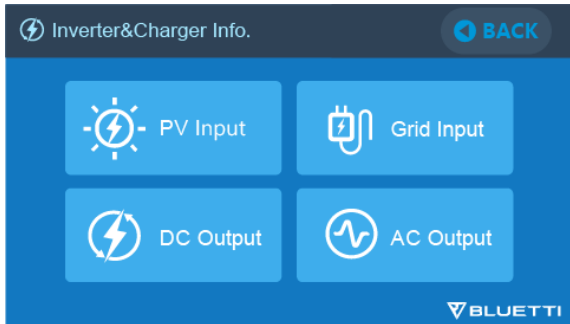 Inverter&Charger Info.
BACK
PV Input
Grid Input
DC Output
AC Output
BLUETTI